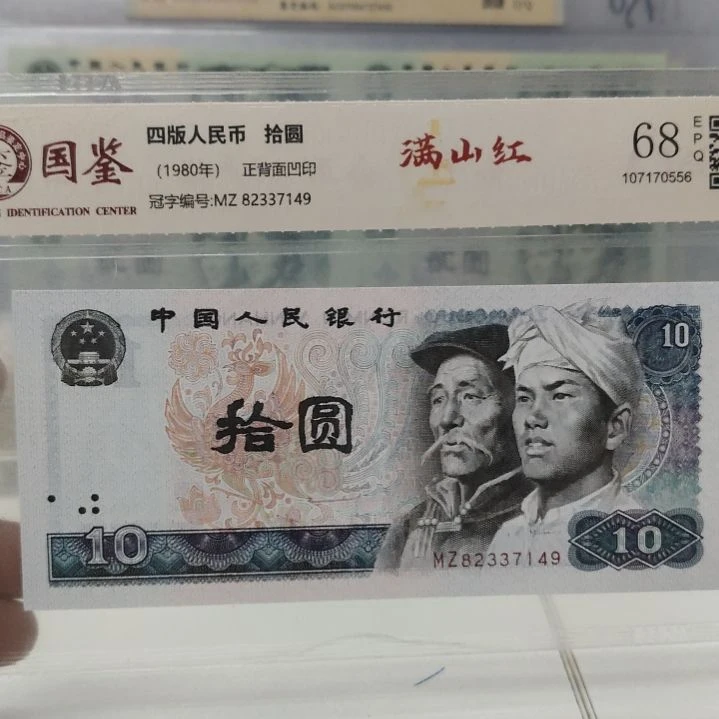 国鉴
IDENTIFICATION CENTER
四版人民币 拾圆
(1980年) 正背面凹印
冠字编号:MZ 82337149
满山红
68
EPQ
107170556
中国人民银行
10
拾圆
10
MZ82337149
10